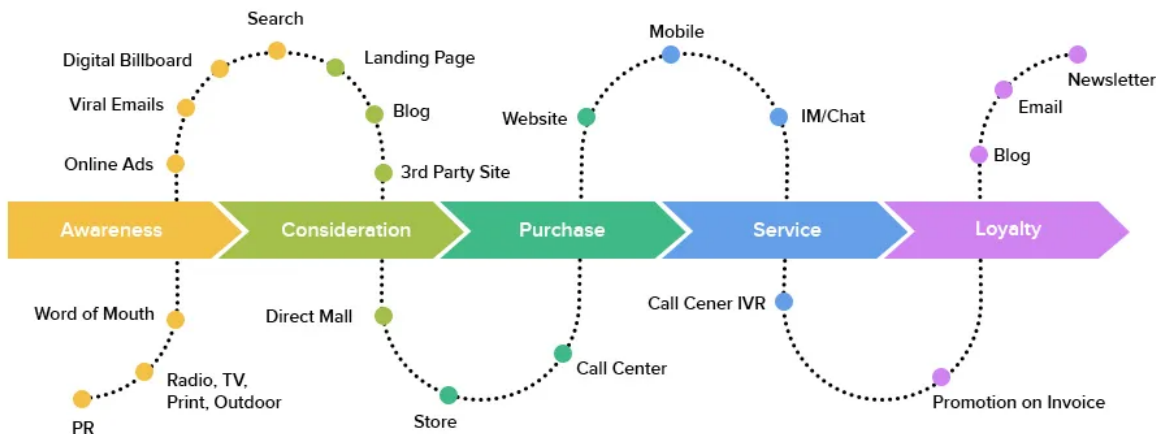 Search
Mobile
Digital Billboard
Landing Page
Newsletter
Viral Emails
Blog
Website
IM/Chat
Email
Online Ads
3rd Party Site
Blog
Awareness
Consideration
Purchase
Service
Loyalty
Word of Mouth
Direct Mall
Call Cener IVR
Radio, TV,
Print, Outdoor
Call Center
PR
Store
Promotion on Invoice